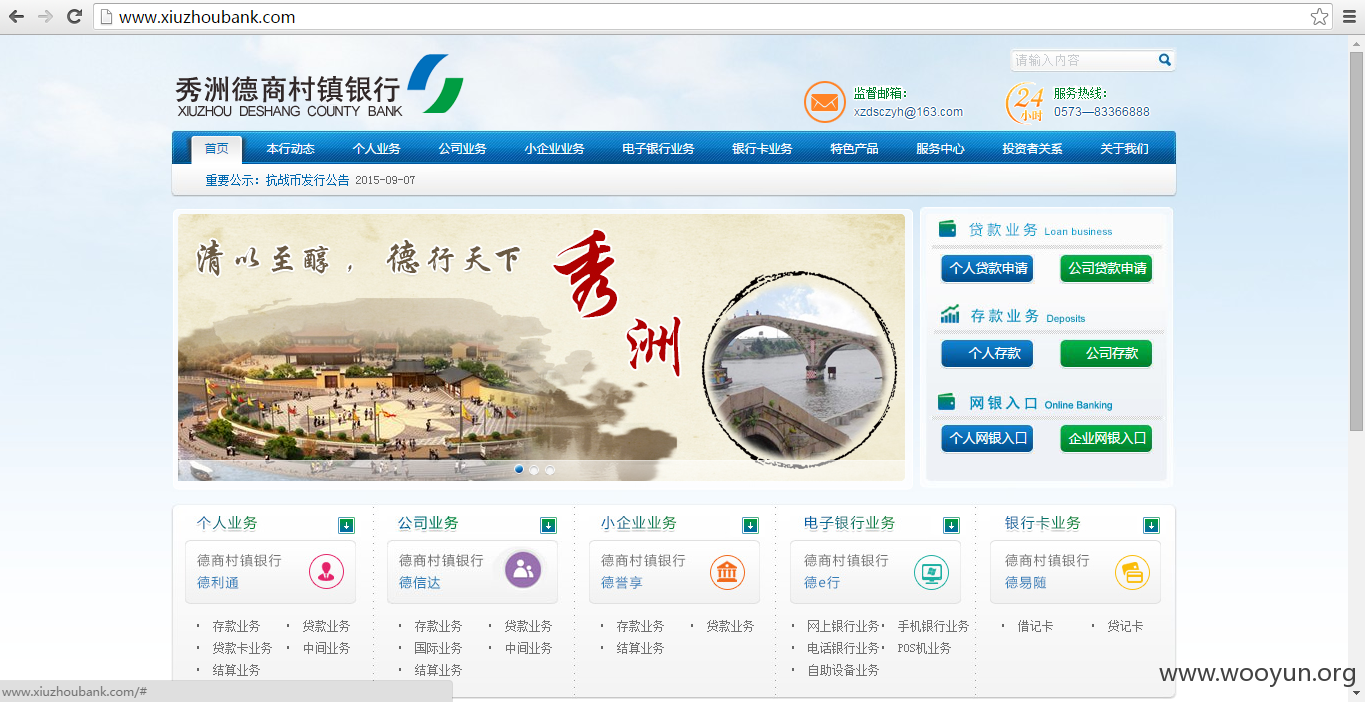 www.xiuzhoubank.com
请输入内容
秀洲德商村镇银行
XIUZHOU DESHANG COUNTY BANK
监督邮箱：
xzdsczyh@163.com
24小时
服务热线：
0573—83366888
首页 本行动态 个人业务 公司业务 小企业业务 电子银行业务 银行卡业务 特色产品 服务中心 投资者关系 关于我们
重要公示：抗战币发行公告 2015-09-07
清以至醇，德行天下
秀洲
贷款业务 Loan business
个人贷款申请 公司贷款申请
存款业务 Deposits
个人存款 公司存款
网银入口 Online Banking
个人网银入口 企业网银入口
个人业务
德商村镇银行
德利通
· 存款业务 · 贷款业务
· 贷款卡业务 · 中间业务
· 结算业务
公司业务
德商村镇银行
德信达
· 存款业务 · 贷款业务
· 国际业务 · 中间业务
· 结算业务
小企业业务
德商村镇银行
德誉享
· 存款业务 · 贷款业务
· 结算业务
电子银行业务
德商村镇银行
德e行
· 网上银行业务 · 手机银行业务
· 电话银行业务 · POS机业务
· 自助设备业务
银行卡业务
德商村镇银行
德易随
· 借记卡 · 贷记卡
www.xiuzhoubank.com/#
www.wooyun.org